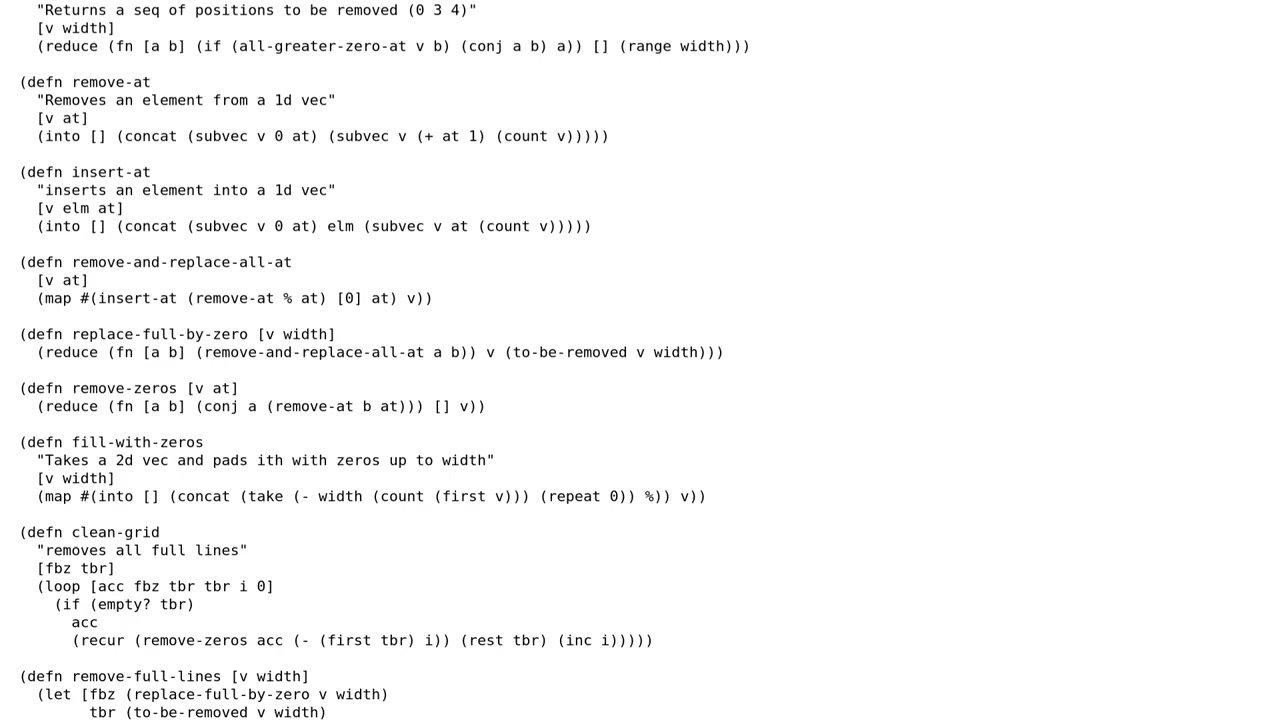 "Returns a seq of positions to be removed (0 3 4)"
[v width]
(reduce (fn [a b] (if (all-greater-zero-at v b) (conj a b) a)) [] (range width)))
(defn remove-at
"Removes an element from a 1d vec"
[v at]
(into [] (concat (subvec v 0 at) (subvec v (+ at 1) (count v)))))
(defn insert-at
"inserts an element into a 1d vec"
[v elm at]
(into [] (concat (subvec v 0 at) elm (subvec v at (count v)))))
(defn remove-and-replace-all-at
[v at]
(map #(insert-at (remove-at % at) [0] at) v))
(defn replace-full-by-zero [v width]
(reduce (fn [a b] (remove-and-replace-all-at a b)) v (to-be-removed v width)))
(defn remove-zeros [v at]
(reduce (fn [a b] (conj a (remove-at b at))) [] v))
(defn fill-with-zeros
"Takes a 2d vec and pads ith with zeros up to width"
[v width]
(map #(into [] (concat (take (- width (count (first v))) (repeat 0)) %)) v))
(defn clean-grid
"removes all full lines"
[fbz tbr]
(loop [acc fbz tbr tbr i 0]
(if (empty? tbr)
acc
(recur (remove-zeros acc (- (first tbr) i)) (rest tbr) (inc i)))))
(defn remove-full-lines [v width]
(let [fbz (replace-full-by-zero v width)
tbr (to-be-removed v width)